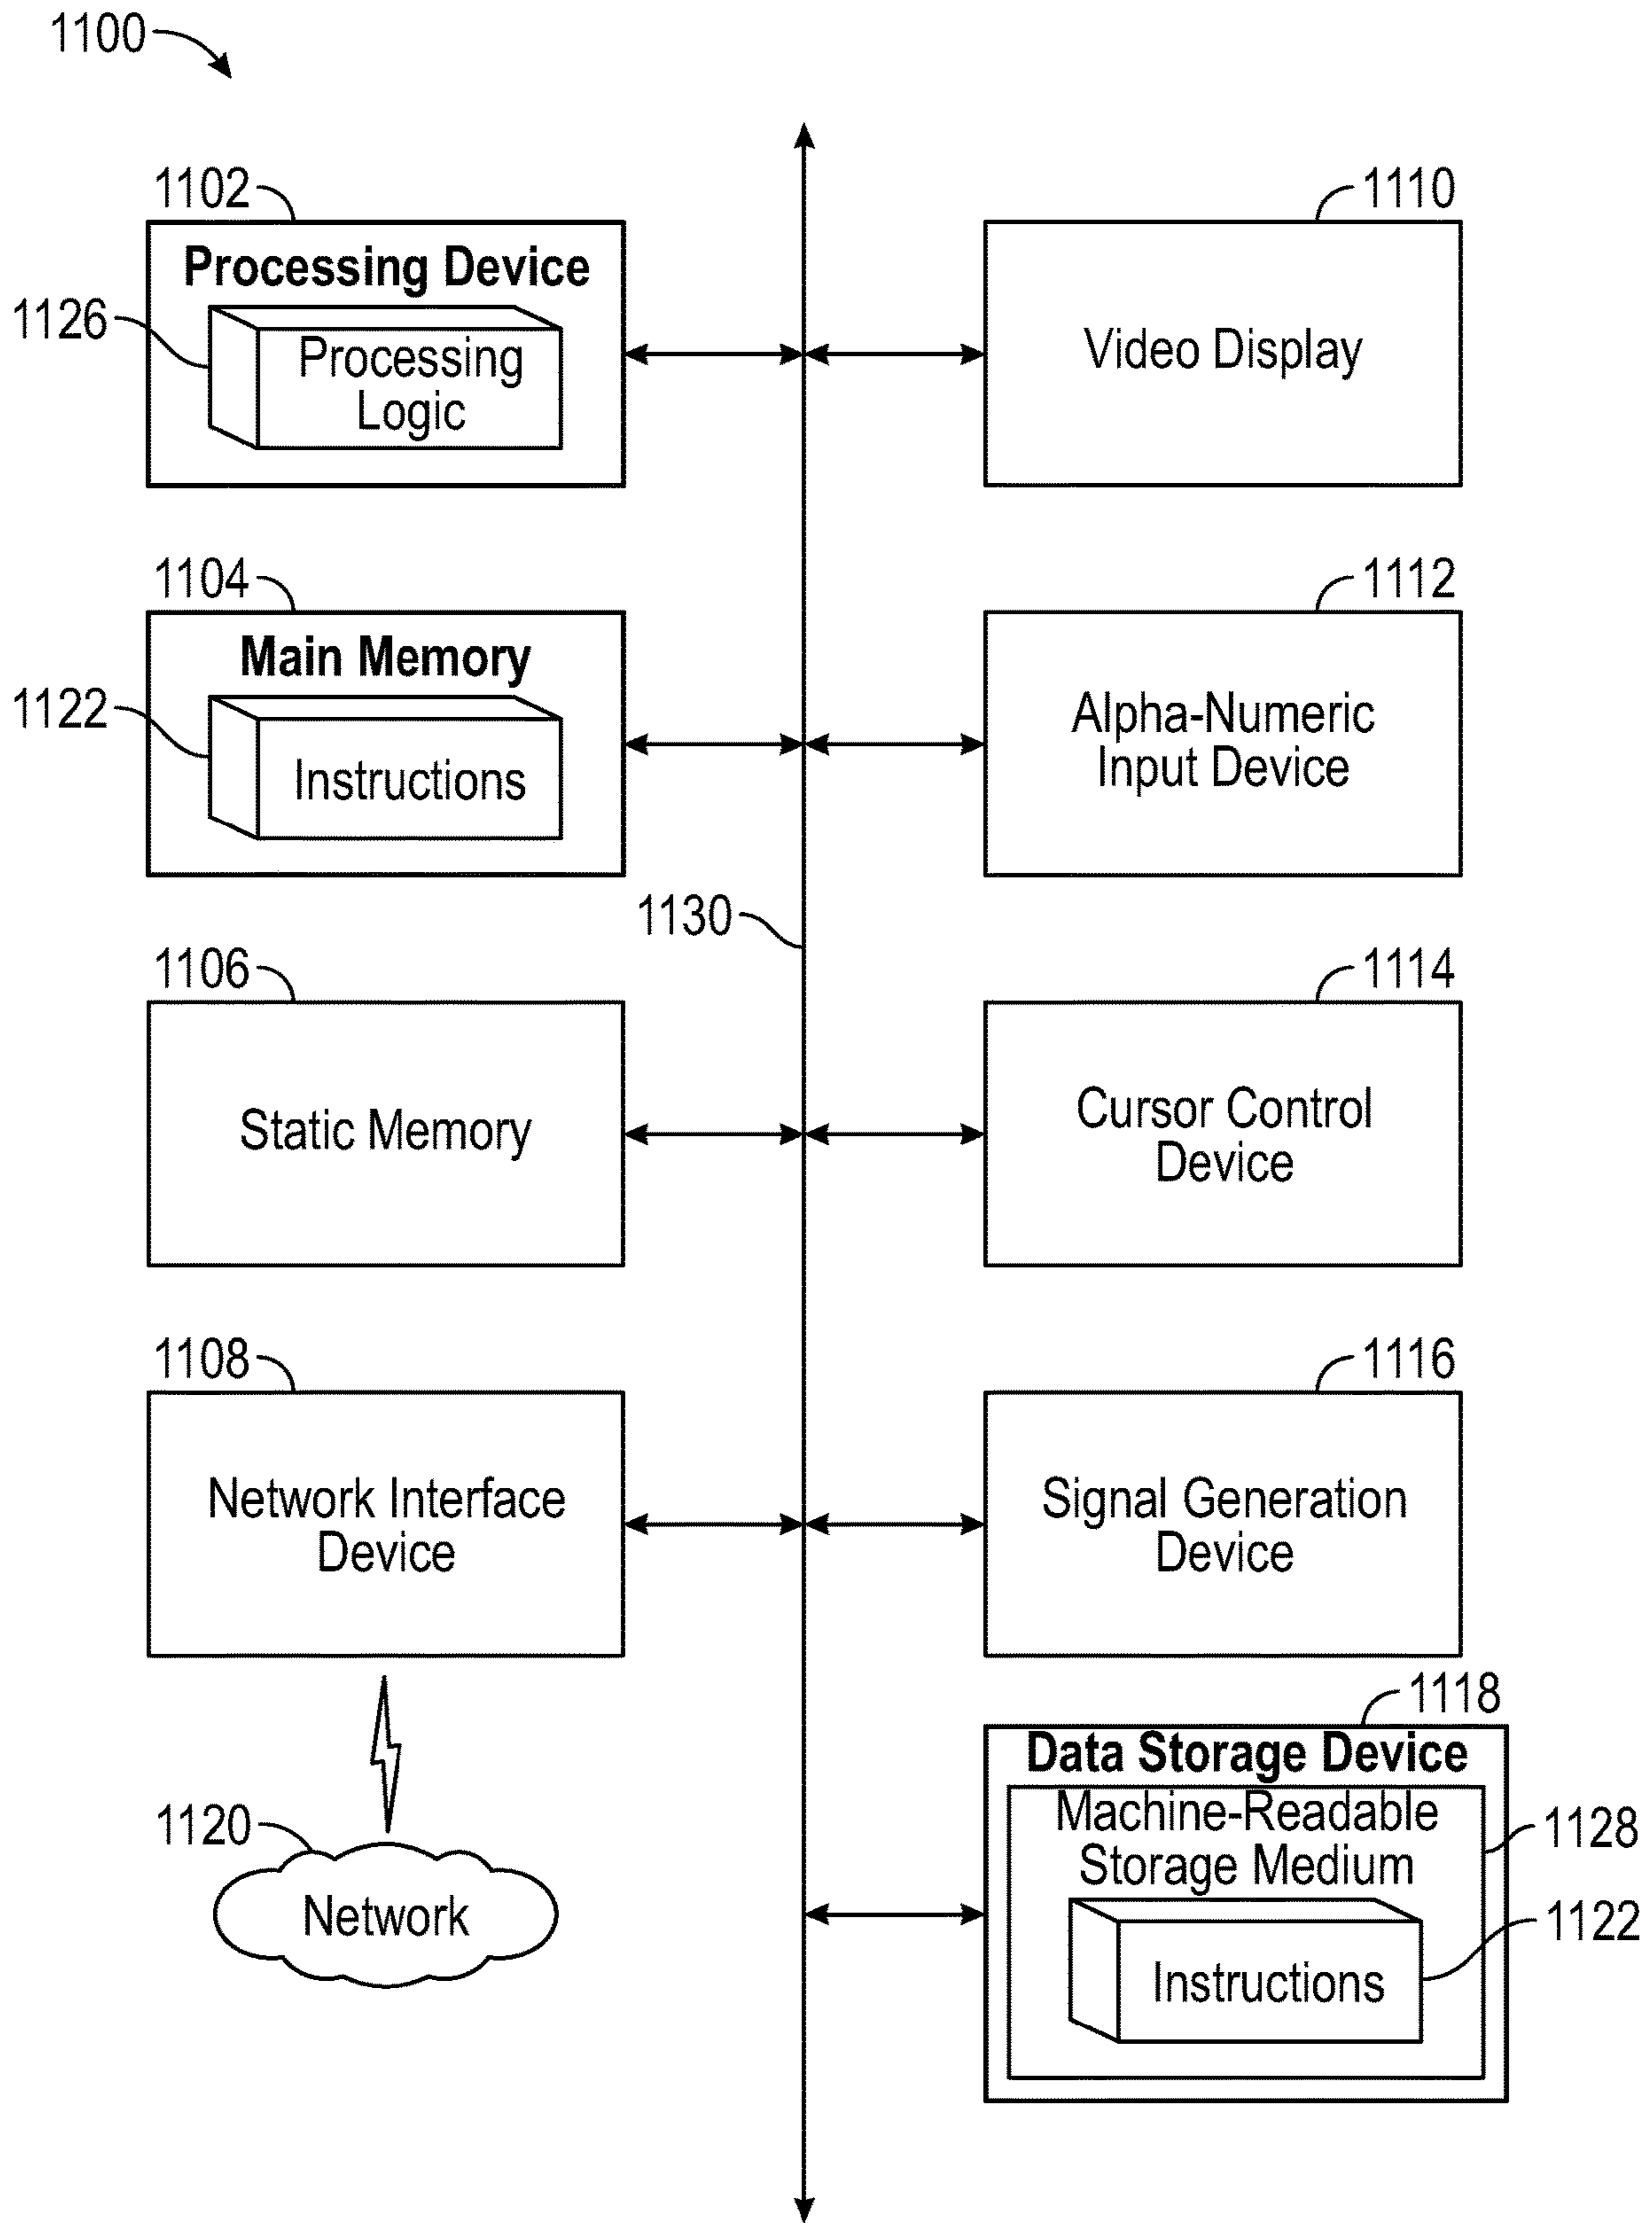 1100
1102
Processing Device
1126
Processing
Logic
1110
Video Display
1104
Main Memory
1122
Instructions
1112
Alpha-Numeric
Input Device
1130
1106
Static Memory
1114
Cursor Control
Device
1108
Network Interface
Device
1116
Signal Generation
Device
1120
Network
1118
Data Storage Device
Machine-Readable
Storage Medium
1128
1122
Instructions